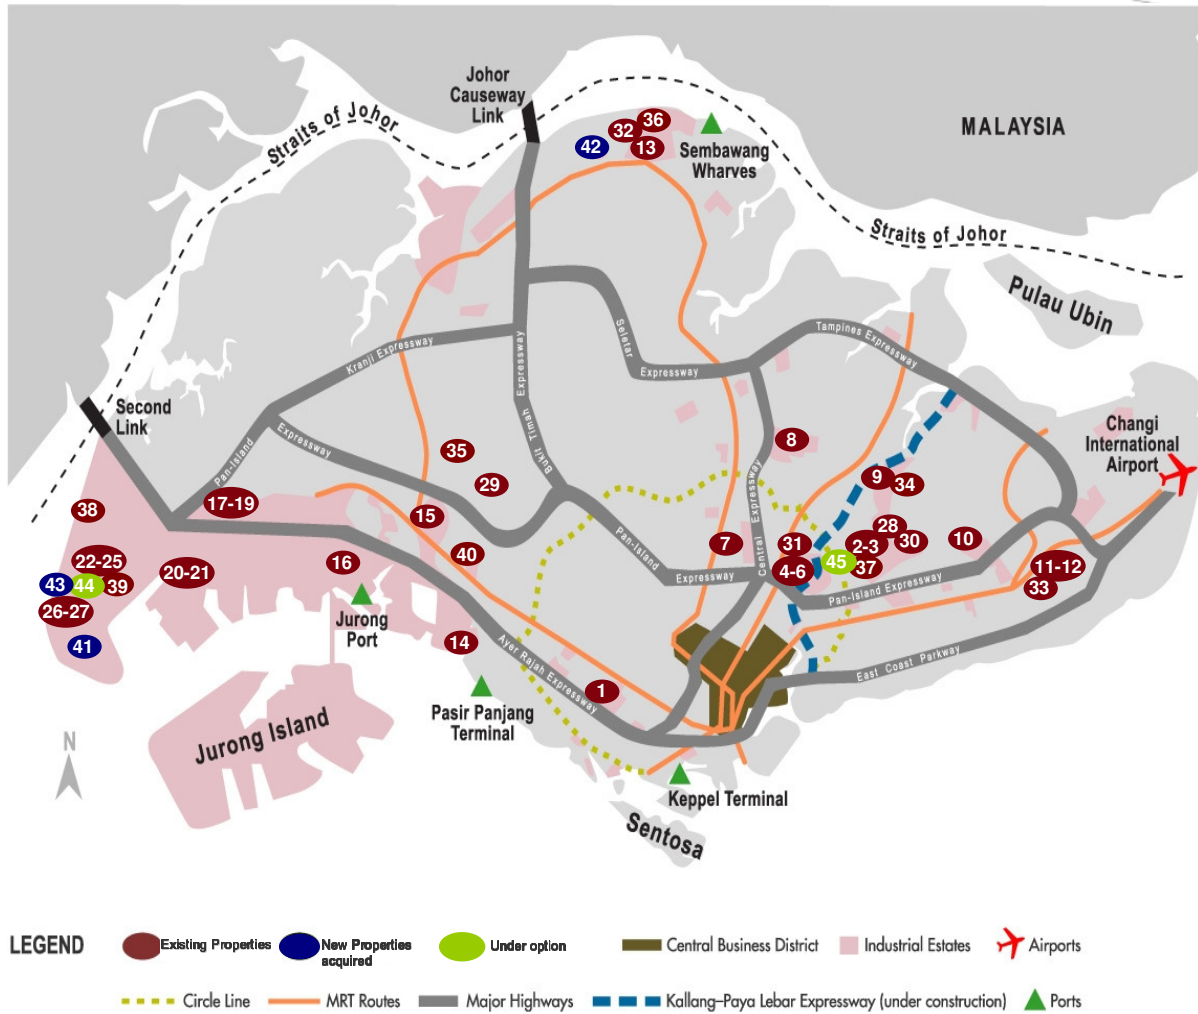 Johor
Causeway
Link
Straits of Johor
MALAYSIA
36
32
42
13
Sembawang
Wharves
Straits of Johor
Pulau Ubin
Seletar
Expressway
Tampines Expressway
Kranji Expressway
Bukit Timah Expressway
Second
Link
Pan-Island
Expressway
Changi
International
Airport
35
8
29
9
34
17-19
38
15
Pan-Island
Expressway
Central Expressway
7
31
28
2-3
30
10
40
22-25
20-21
16
45
37
4-6
11-12
33
43
44
39
26-27
Pan-Island Expressway
Jurong
Port
41
14
Ayer Rajah Expressway
East Coast Parkway
1
Pasir Panjang
Terminal
Jurong Island
N
Keppel Terminal
Sentosa
LEGEND
Existing Properties
New Properties
acquired
Under option
Central Business District
Industrial Estates
Airports
Circle Line
MRT Routes
Major Highways
Kallang–Paya Lebar Expressway (under construction)
Ports